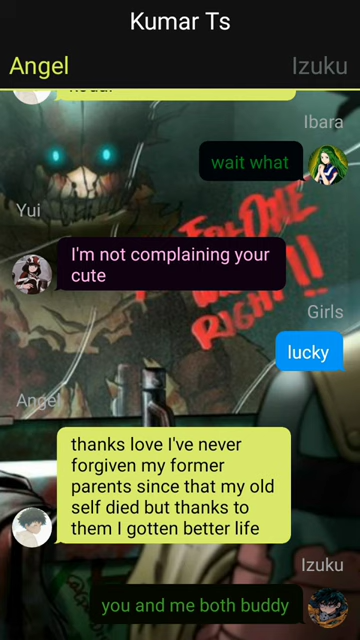 Kumar Ts
Angel
Izuku
Ibara
wait what
Yui
I'm not complaining your
cute
RIGHT!!
Girls
lucky
Angel
thanks love I've never
forgiven my former
parents since that my old
self died but thanks to
them I gotten better life
Izuku
you and me both buddy